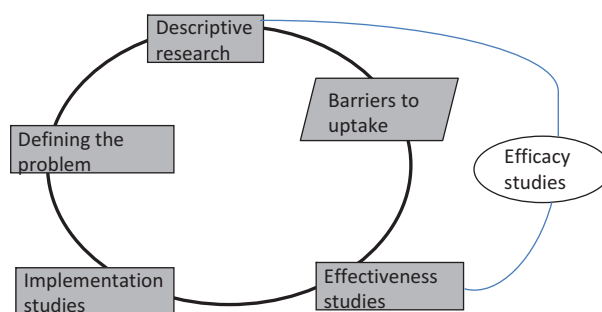 Descriptive
research
Barriers to
uptake
Defining the
problem
Efficacy
studies
Implementation
studies
Effectiveness
studies